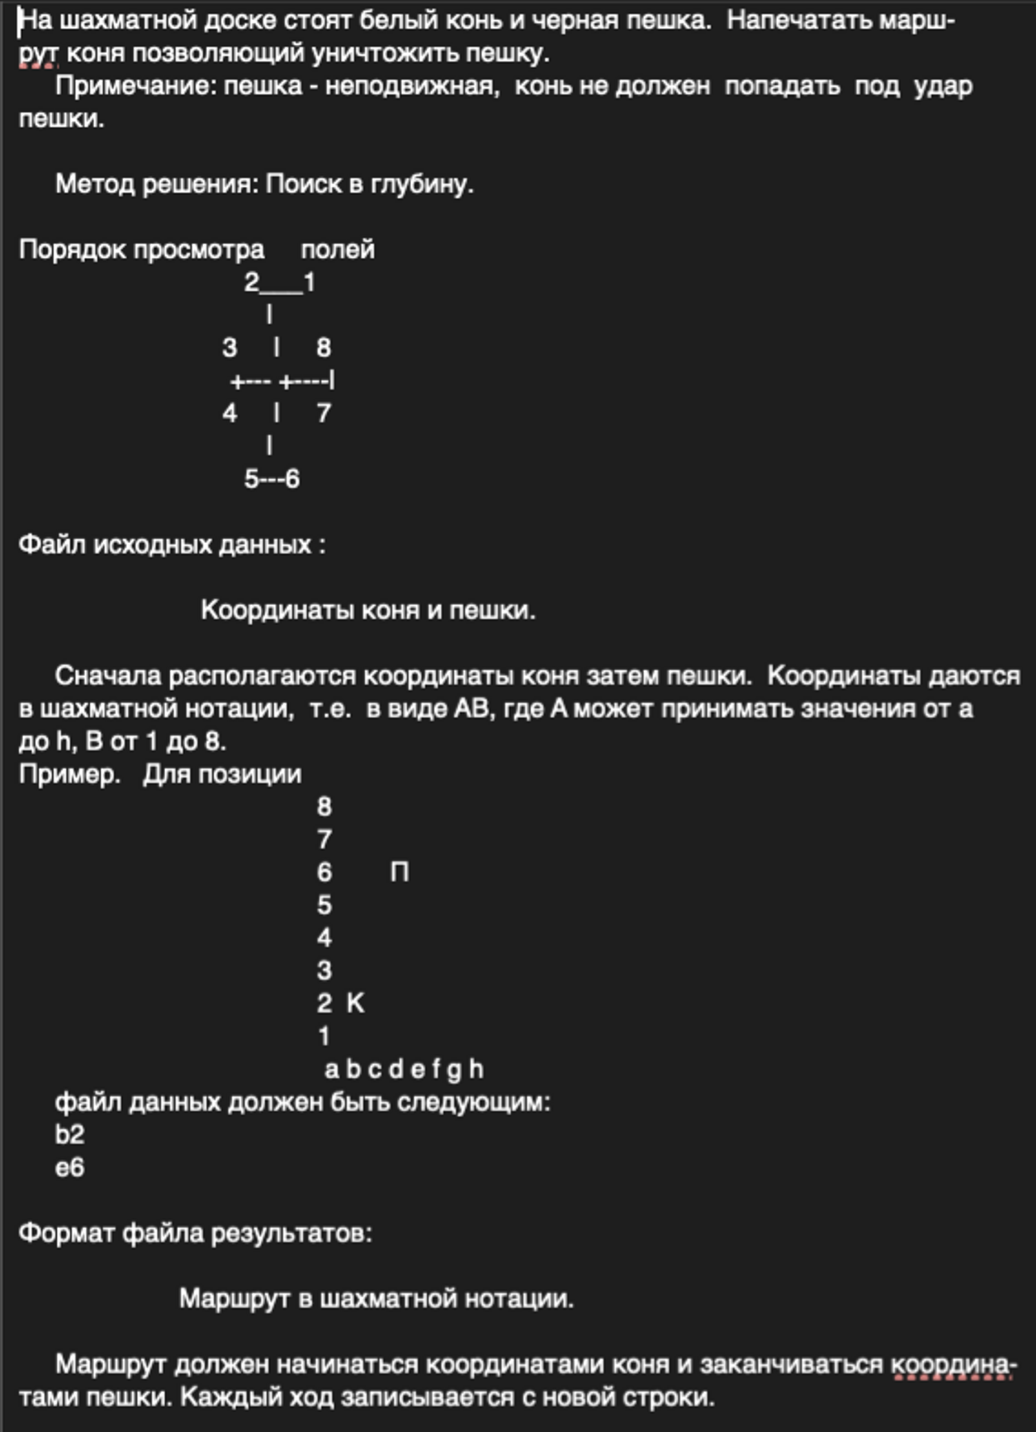 На шахматной доске стоят белый конь и черная пешка.  Напечатать марш-
рут коня позволяющий уничтожить пешку.
Примечание: пешка - неподвижная,  конь не должен  попадать  под  удар
пешки.
Метод решения: Поиск в глубину.
Порядок просмотра     полей
2___1
|
3     |     8
+--- +----|
4     |     7
|
5---6
Файл исходных данных :
Координаты коня и пешки.
Сначала располагаются координаты коня затем пешки.  Координаты даются
в шахматной нотации,  т.е.  в виде АВ, где А может принимать значения от a
до h, В от 1 до 8.
Пример.   Для позиции
8
7
6        П
5
4
3
2  К
1
a b c d e f g h
файл данных должен быть следующим:
b2
e6
Формат файла результатов:
Маршрут в шахматной нотации.
Маршрут должен начинаться координатами коня и заканчиваться координа-
тами пешки. Каждый ход записывается с новой строки.